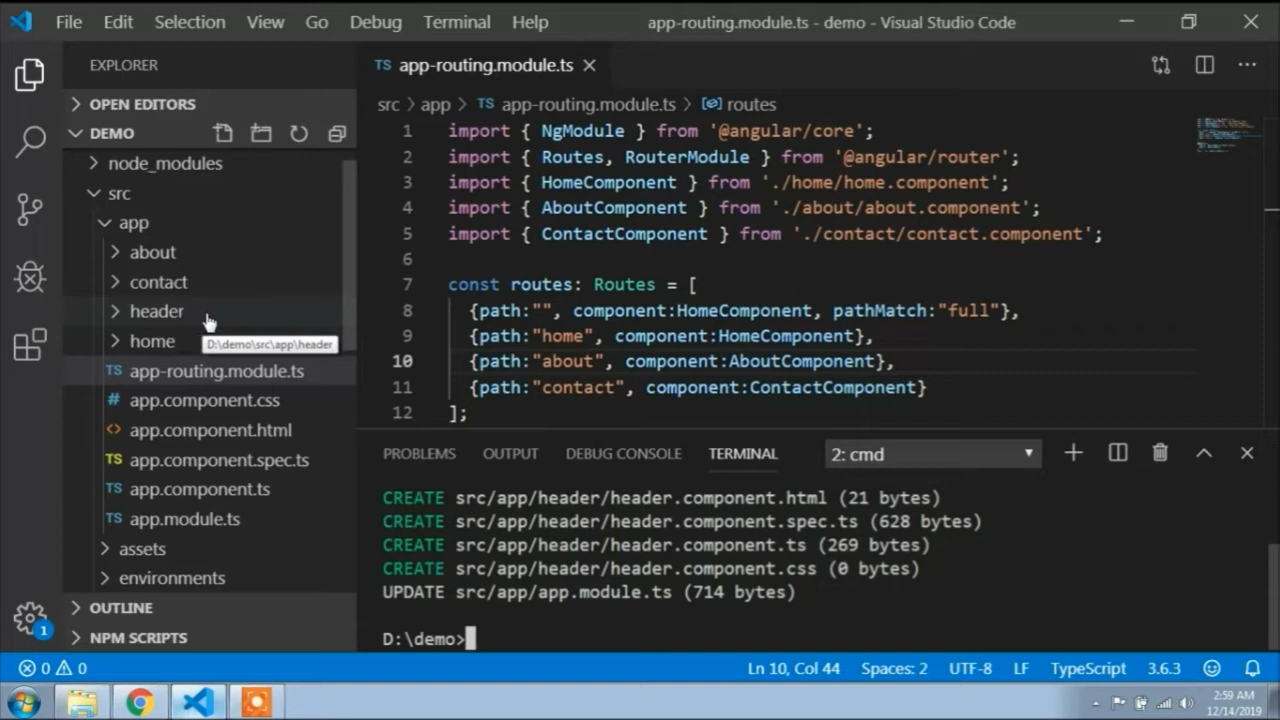 File Edit Selection View Go Debug Terminal Help app-routing.module.ts - demo - Visual Studio Code
EXPLORER
OPEN EDITORS
DEMO
node_modules
src
app
about
contact
header
home
D:\demo\src\app\header
TS app-routing.module.ts
# app.component.css
<> app.component.html
TS app.component.spec.ts
TS app.component.ts
TS app.module.ts
assets
environments
OUTLINE
NPM SCRIPTS
1
TS app-routing.module.ts
src > app > TS app-routing.module.ts > routes
1 import { NgModule } from '@angular/core';
2 import { Routes, RouterModule } from '@angular/router';
3 import { HomeComponent } from './home/home.component';
4 import { AboutComponent } from './about/about.component';
5 import { ContactComponent } from './contact/contact.component';
6
7 const routes: Routes = [
8 {path:"", component:HomeComponent, pathMatch:"full"},
9 {path:"home", component:HomeComponent},
10 {path:"about", component:AboutComponent},
11 {path:"contact", component:ContactComponent}
12 ];
PROBLEMS OUTPUT DEBUG CONSOLE TERMINAL 2: cmd
CREATE src/app/header/header.component.html (21 bytes)
CREATE src/app/header/header.component.spec.ts (628 bytes)
CREATE src/app/header/header.component.ts (269 bytes)
CREATE src/app/header/header.component.css (0 bytes)
UPDATE src/app/app.module.ts (714 bytes)
D:\demo>
0 0 Ln 10, Col 44 Spaces: 2 UTF-8 LF TypeScript 3.6.3
2:59 AM
12/14/2019